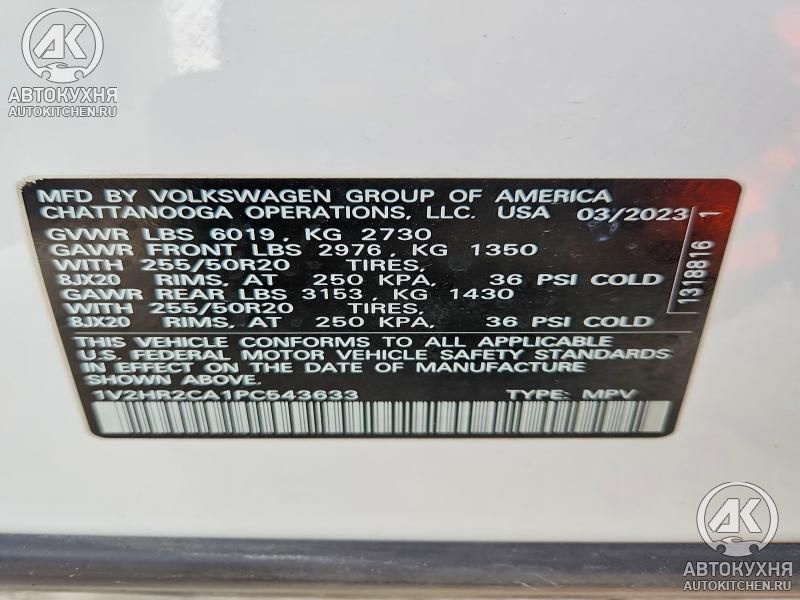 AK
АВТОКУХНЯ
AUTOKITCHEN.RU
MFD BY VOLKSWAGEN GROUP OF AMERICA
CHATTANOOGA OPERATIONS, LLC. USA 03/2023
GVWR LBS 6019, KG 2730
GAWR FRONT LBS 2976, KG 1350
WITH 255/50R20 TIRES,
8JX20 RIMS, AT 250 KPA, 36 PSI COLD
GAWR REAR LBS 3153, KG 1430
WITH 255/50R20 TIRES,
8JX20 RIMS, AT 250 KPA, 36 PSI COLD
THIS VEHICLE CONFORMS TO ALL APPLICABLE
U.S. FEDERAL MOTOR VEHICLE SAFETY STANDARDS
IN EFFECT ON THE DATE OF MANUFACTURE
SHOWN ABOVE.
1V2HR2CA1PC543633 TYPE: MPV
1318816
1
AK
АВТОКУХНЯ
AUTOKITCHEN.RU